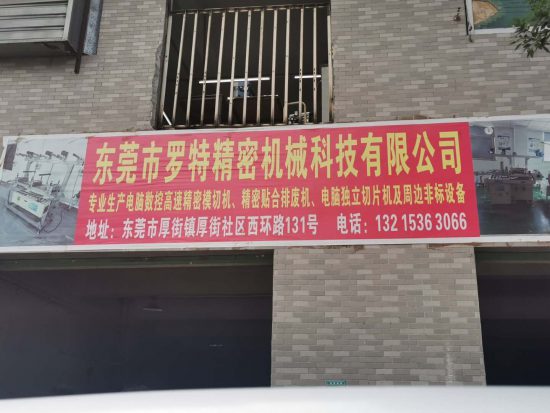 东莞市罗特精密机械科技有限公司
专业生产电脑数控高速精密模切机、精密贴合排废机、电脑独立切片机及周边非标设备
地址：东莞市厚街镇厚街社区西环路131号 电话：132 1536 3066